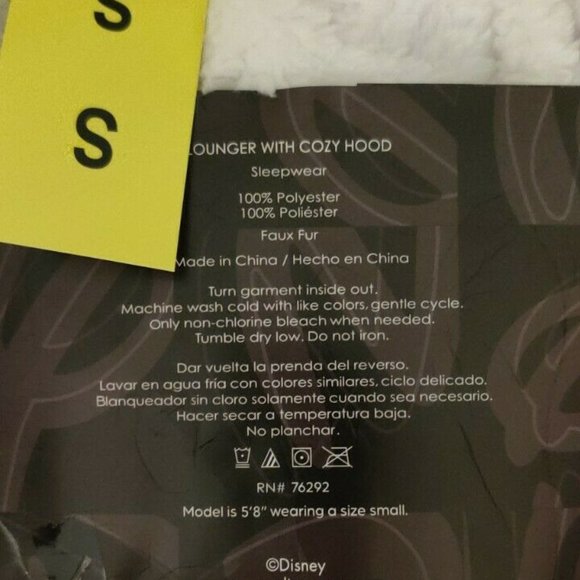 S
S
LOUNGER WITH COZY HOOD
Sleepwear
100% Polyester
100% Poliéster
Faux Fur
Made in China / Hecho en China
Turn garment inside out.
Machine wash cold with like colors, gentle cycle.
Only non-chlorine bleach when needed.
Tumble dry low. Do not iron.
Dar vuelta la prenda del reverso.
Lavar en agua fría con colores similares, ciclo delicado.
Blanqueador sin cloro solamente cuando sea necesario.
Hacer secar a temperatura baja.
No planchar.
RN# 76292
Model is 5'8" wearing a size small.
©Disney